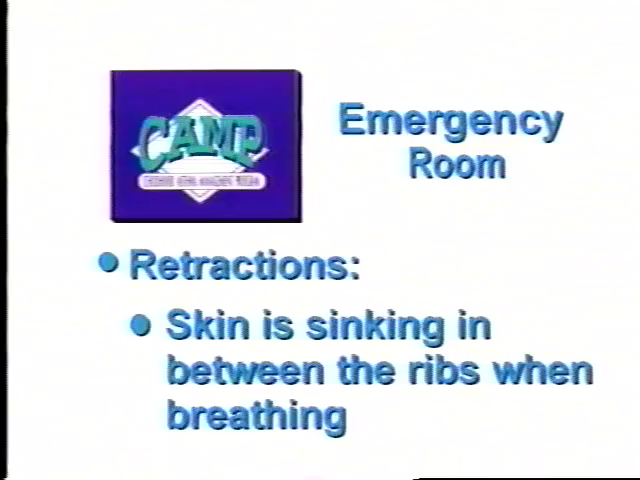 CAMP
Emergency
Room
Retractions:
Skin is sinking in
between the ribs when
breathing